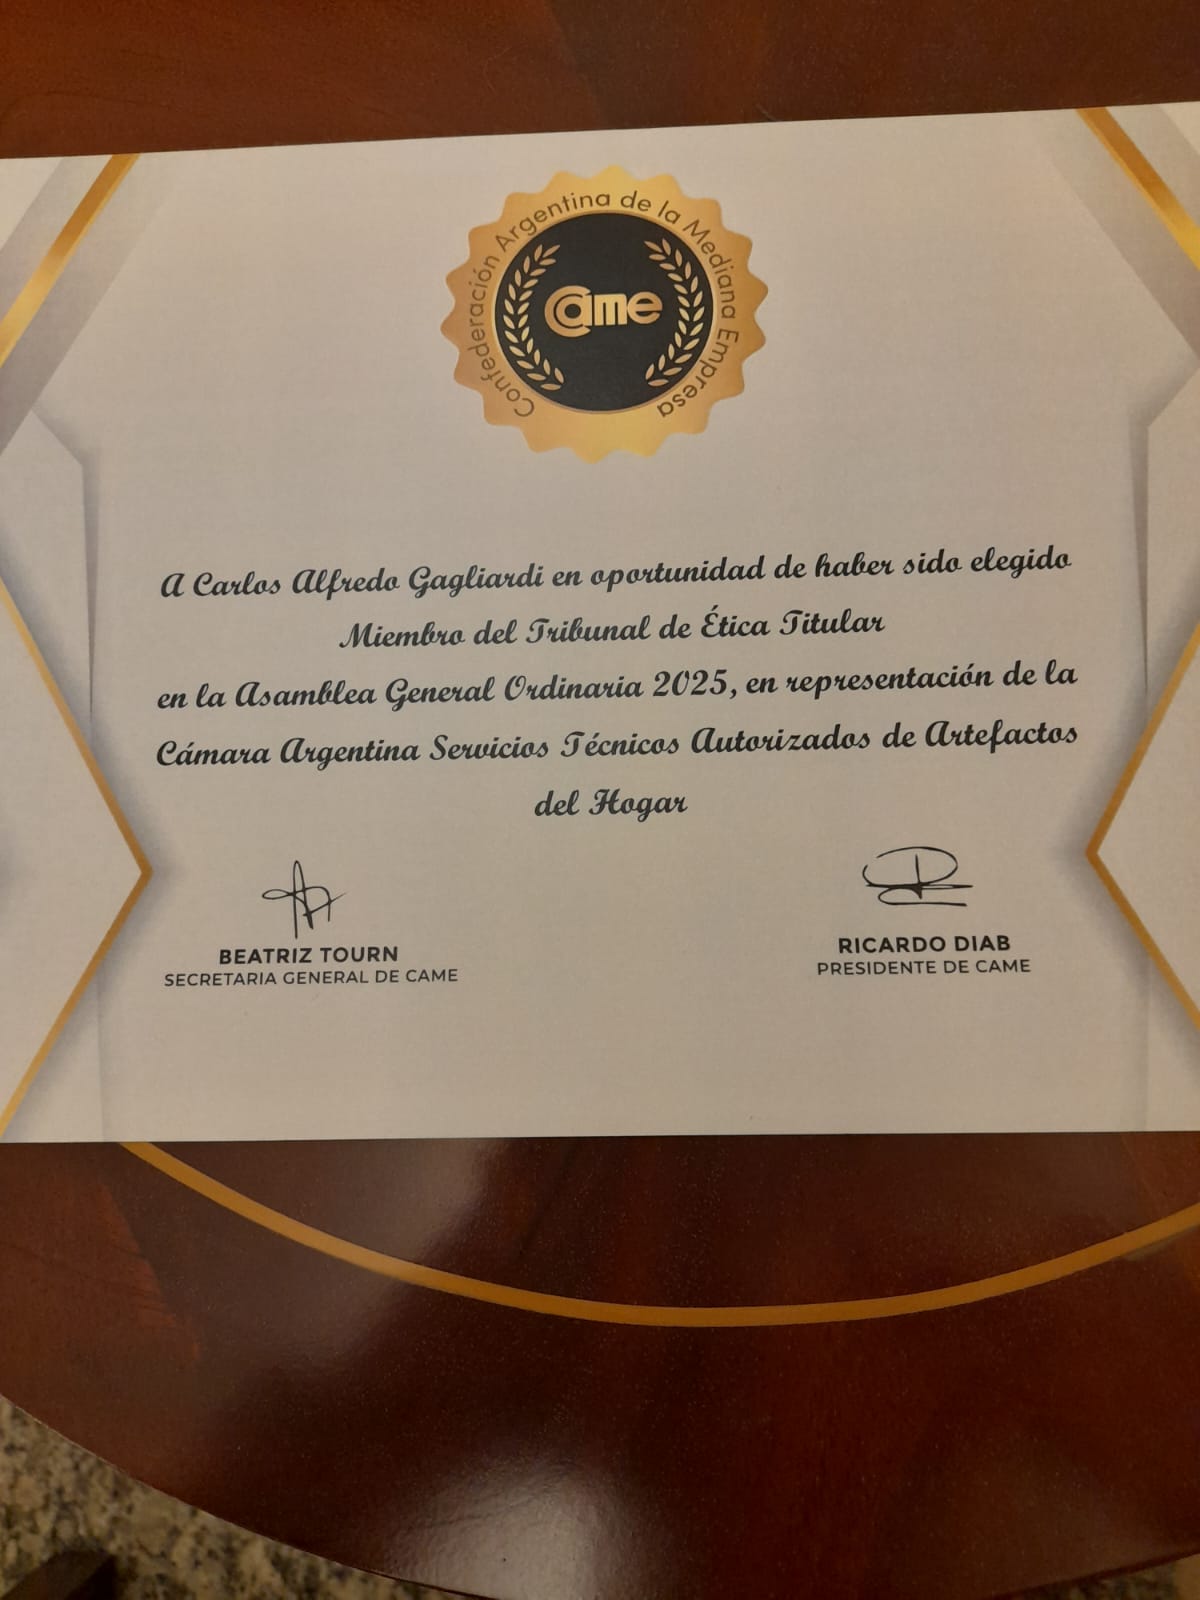 Confederación Argentina de la Mediana Empresa
came
A Carlos Alfredo Gagliardi en oportunidad de haber sido elegido
Miembro del Tribunal de Ética Titular
en la Asamblea General Ordinaria 2025, en representación de la
Cámara Argentina Servicios Técnicos Autorizados de Artefactos
del Hogar
BEATRIZ TOURN
SECRETARIA GENERAL DE CAME
RICARDO DIAB
PRESIDENTE DE CAME